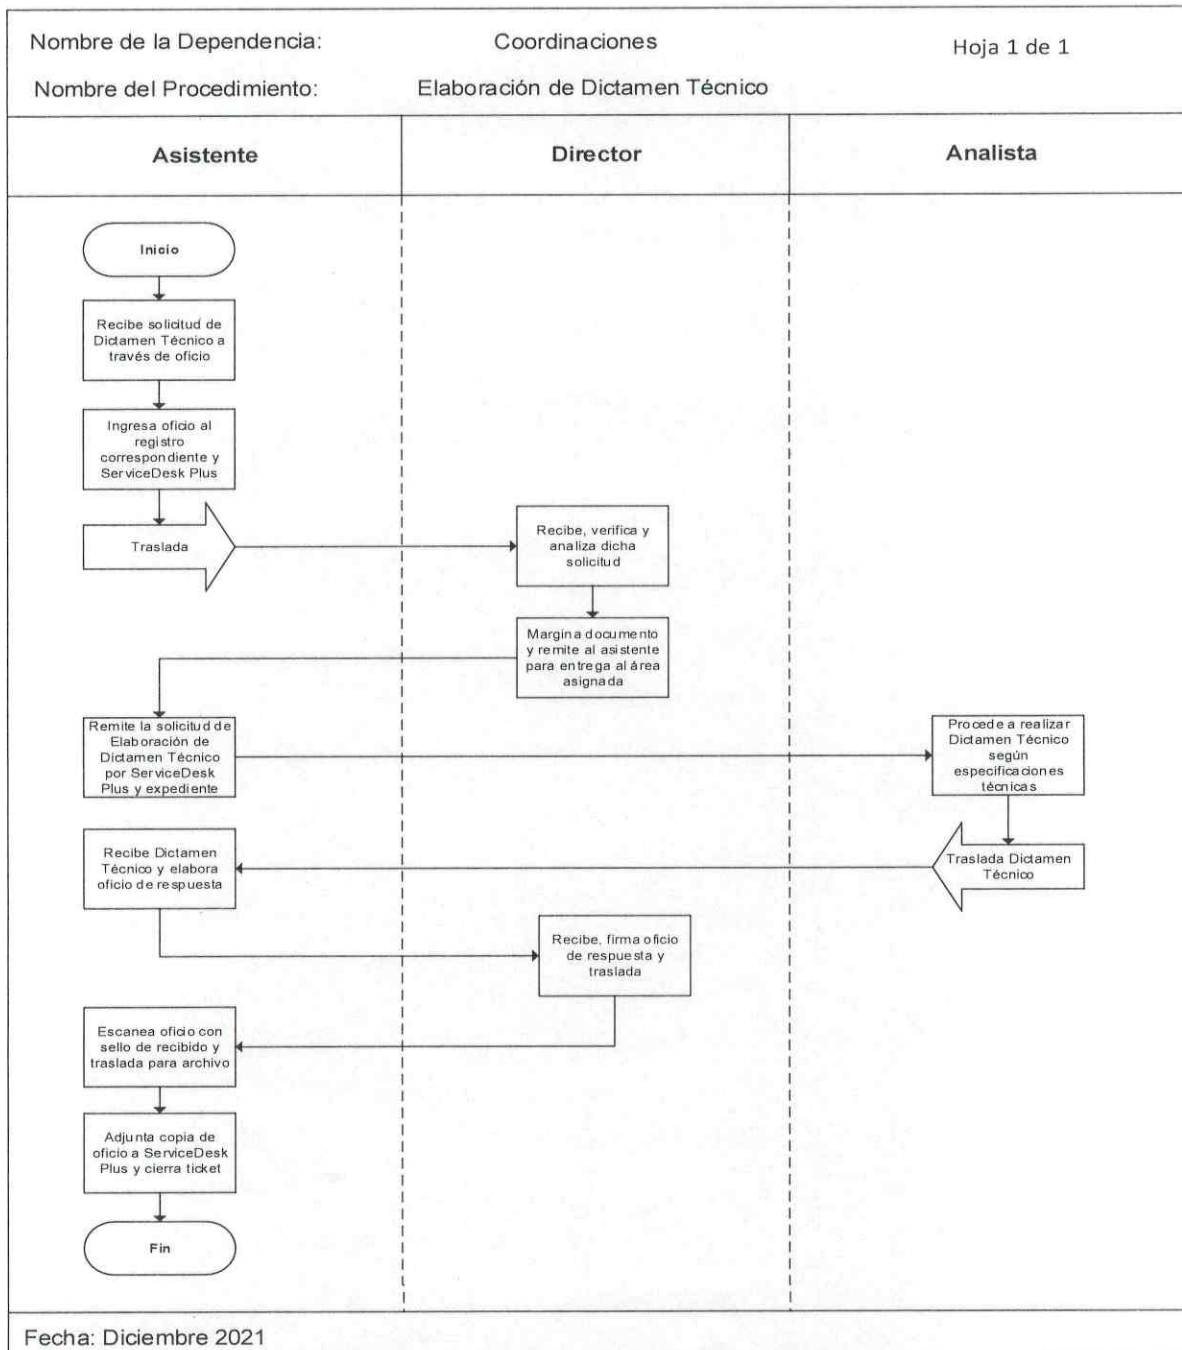 Nombre de la Dependencia: Coordinaciones Hoja 1 de 1
Nombre del Procedimiento: Elaboración de Dictamen Técnico
Asistente Director Analista
Inicio
Recibe solicitud de
Dictamen Técnico a
través de oficio
Ingresa oficio al
registro
correspondiente y
ServiceDesk Plus
Traslada
Recibe, verifica y
analiza dicha
solicitud
Margina documento
y remite al asistente
para entrega al área
asignada
Remite la solicitud de
Elaboración de
Dictamen Técnico
por ServiceDesk
Plus y expediente
Procede a realizar
Dictamen Técnico
según
especificaciones
técnicas
Traslada Dictamen
Técnico
Recibe Dictamen
Técnico y elabora
oficio de respuesta
Recibe, firma oficio
de respuesta y
traslada
Escanea oficio con
sello de recibido y
traslada para archivo
Adjunta copia de
oficio a ServiceDesk
Plus y cierra ticket
Fin
Fecha: Diciembre 2021